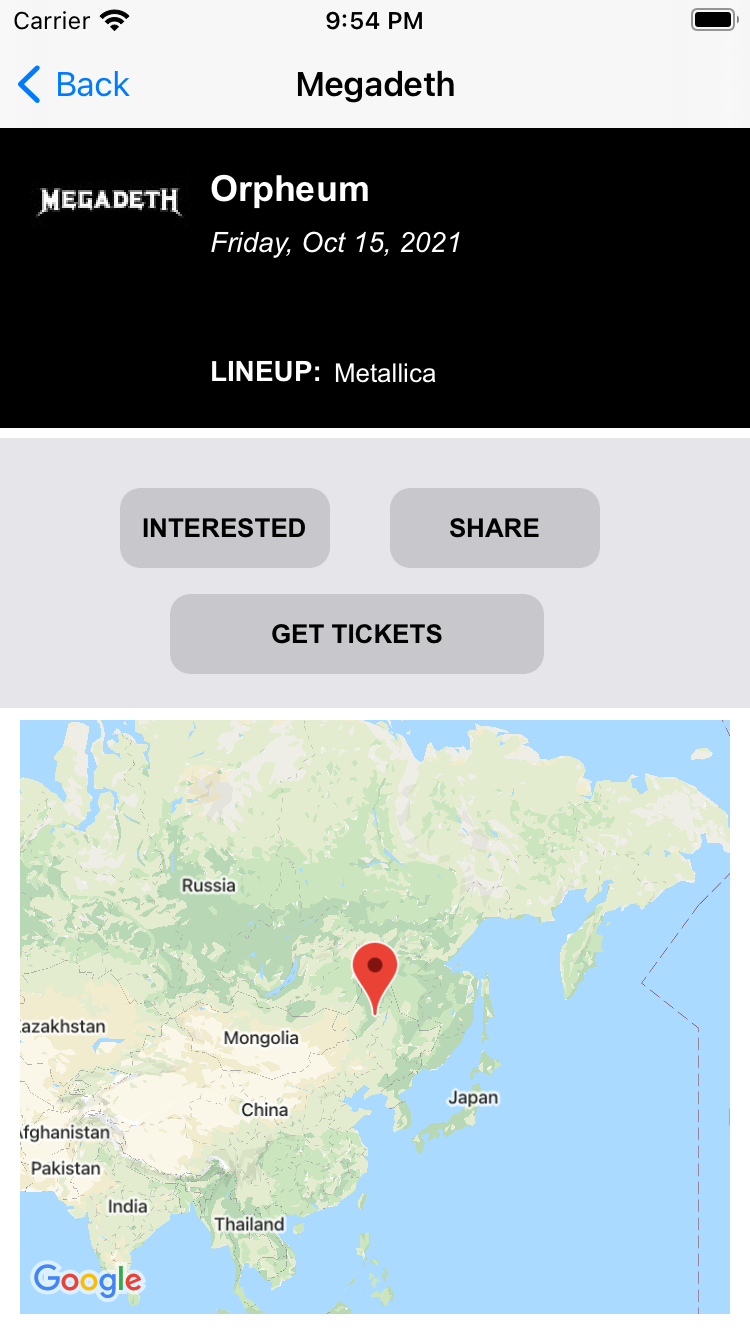 Carrier 9:54 PM
Back Megadeth
MEGADETH
Orpheum
Friday, Oct 15, 2021
LINEUP: Metallica
INTERESTED SHARE
GET TICKETS
Russia
azakhstan
Mongolia
Japan
China
fghanistan
Pakistan
India
Thailand
Google